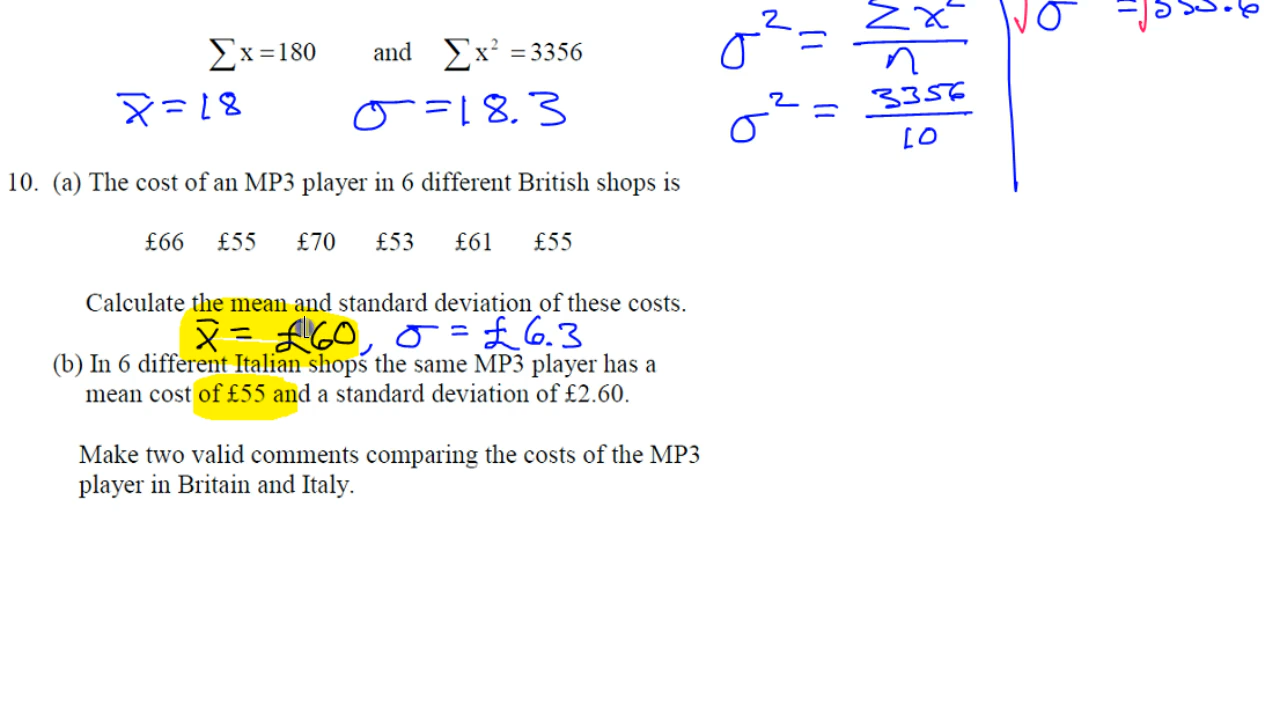 ∑x = 180 and ∑x² = 3356
x̄ = 18 σ = 18.3
σ² = ∑x² / n
σ² = 3356 / 10
√σ = √335.6
10. (a) The cost of an MP3 player in 6 different British shops is
£66 £55 £70 £53 £61 £55
Calculate the mean and standard deviation of these costs.
x̄ = £60, σ = £6.3
(b) In 6 different Italian shops the same MP3 player has a
mean cost of £55 and a standard deviation of £2.60.
Make two valid comments comparing the costs of the MP3
player in Britain and Italy.